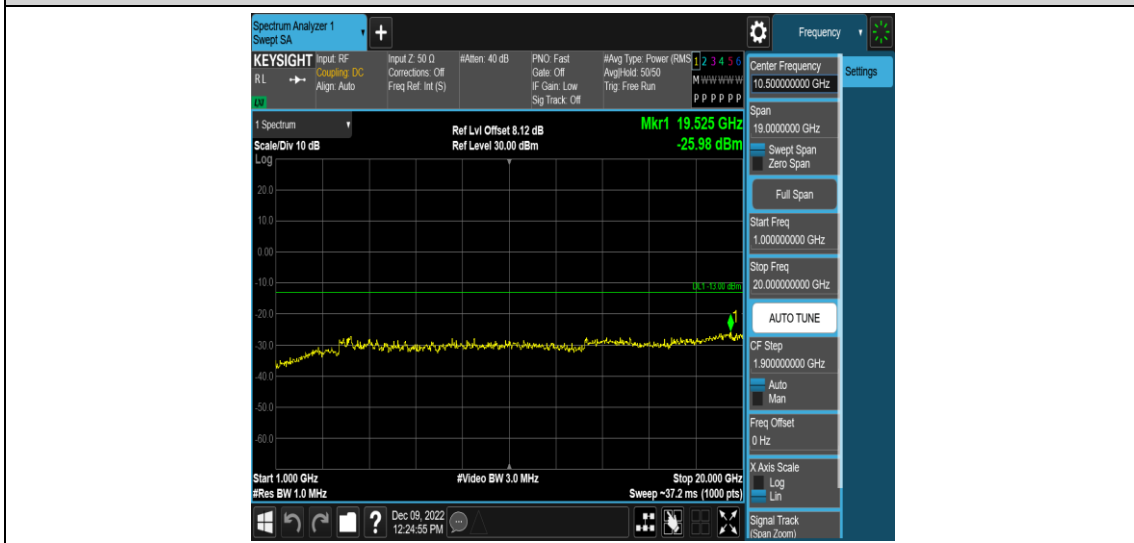 Spectrum Analyzer 1
Swept SA
Frequency
KEYSIGHT
RL
LXI
Input: RF
Coupling: DC
Align: Auto
Input Z: 50 Ω
Corrections: Off
Freq Ref: Int (S)
#Atten: 40 dB
PNO: Fast
Gate: Off
IF Gain: Low
Sig Track: Off
#Avg Type: Power (RMS
Avg|Hold: 50/50
Trig: Free Run
1 2 3 4 5 6
M W W W W W
P P P P P P
1 Spectrum
Scale/Div 10 dB
Log
Ref Lvl Offset 8.12 dB
Ref Level 30.00 dBm
Mkr1 19.525 GHz
-25.98 dBm
20.0
10.0
0.00
-10.0
-20.0
-30.0
-40.0
-50.0
-60.0
DL1 -13.00 dBm
1
Start 1.000 GHz
#Res BW 1.0 MHz
#Video BW 3.0 MHz
Stop 20.000 GHz
Sweep ~37.2 ms (1000 pts)
Dec 09, 2022
12:24:55 PM
Center Frequency
10.500000000 GHz
Settings
Span
19.0000000 GHz
Swept Span
Zero Span
Full Span
Start Freq
1.000000000 GHz
Stop Freq
20.000000000 GHz
AUTO TUNE
CF Step
1.900000000 GHz
Auto
Man
Freq Offset
0 Hz
X Axis Scale
Log
Lin
Signal Track
(Span Zoom)